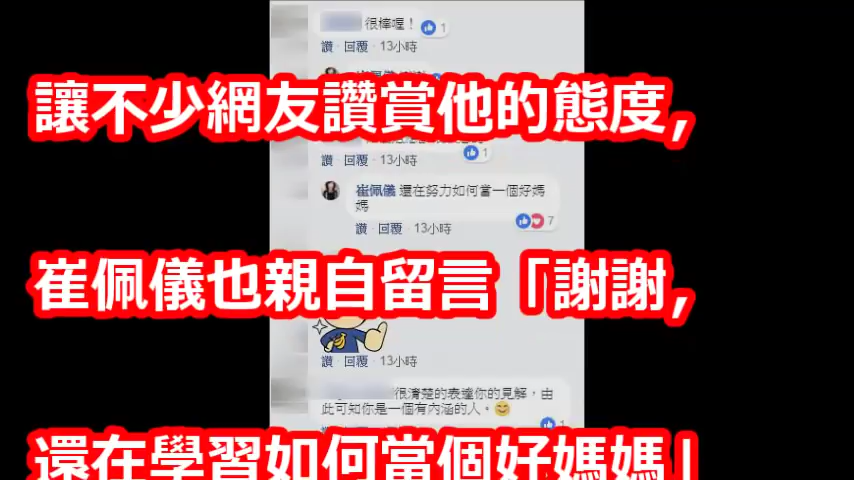 很棒喔！ 1
讚 · 回覆 · 13小時
讓不少網友讚賞他的態度，
讚 · 回覆 · 13小時 1
崔佩儀 還在努力如何當一個好媽
媽
7
讚 · 回覆 · 13小時
崔佩儀也親自留言「謝謝，
讚 · 回覆 · 13小時
很清楚的表達你的見解，由
此可知你是一個有內涵的人。
1
還在學習如何當個好媽媽」